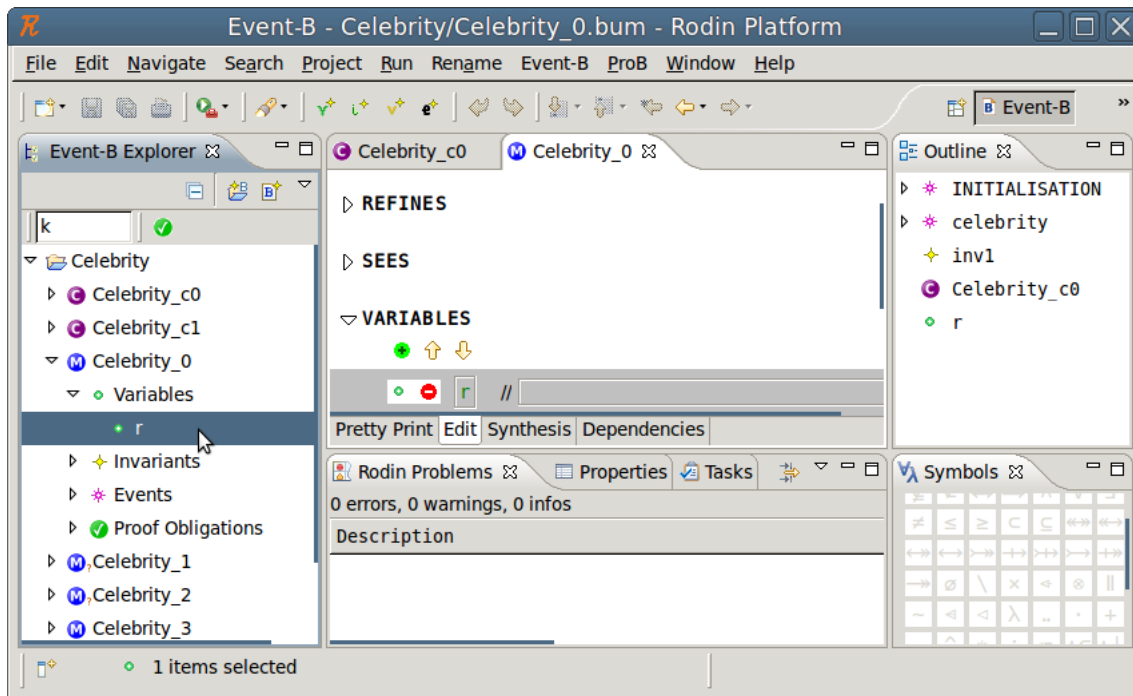 Event-B - Celebrity/Celebrity_0.bum - Rodin Platform
File Edit Navigate Search Project Run Rename Event-B ProB Window Help
Event-B »
Event-B Explorer
k
Celebrity
Celebrity_c0
Celebrity_c1
Celebrity_0
Variables
r
Invariants
Events
Proof Obligations
Celebrity_1
Celebrity_2
Celebrity_3
Celebrity_c0 Celebrity_0
REFINES
SEES
VARIABLES
r //
Pretty Print Edit Synthesis Dependencies
Rodin Problems Properties Tasks
0 errors, 0 warnings, 0 infos
Description
Outline
INITIALISATION
celebrity
inv1
Celebrity_c0
r
Symbols
≠ ≤ ≥ ⊂ ⊆
∅ \ ×
λ
1 items selected